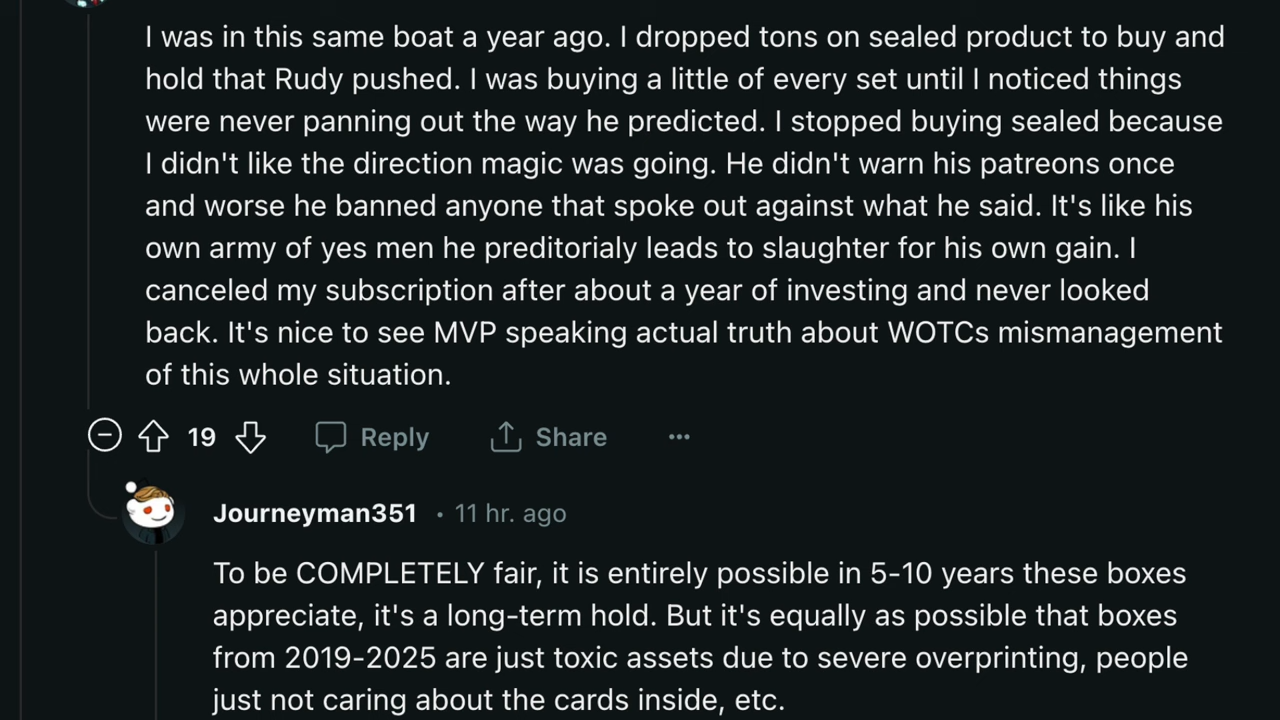 I was in this same boat a year ago. I dropped tons on sealed product to buy and
hold that Rudy pushed. I was buying a little of every set until I noticed things
were never panning out the way he predicted. I stopped buying sealed because
I didn't like the direction magic was going. He didn't warn his patreons once
and worse he banned anyone that spoke out against what he said. It's like his
own army of yes men he preditorialy leads to slaughter for his own gain. I
canceled my subscription after about a year of investing and never looked
back. It's nice to see MVP speaking actual truth about WOTCs mismanagement
of this whole situation.
19 Reply Share ...
Journeyman351 • 11 hr. ago
To be COMPLETELY fair, it is entirely possible in 5-10 years these boxes
appreciate, it's a long-term hold. But it's equally as possible that boxes
from 2019-2025 are just toxic assets due to severe overprinting, people
just not caring about the cards inside, etc.